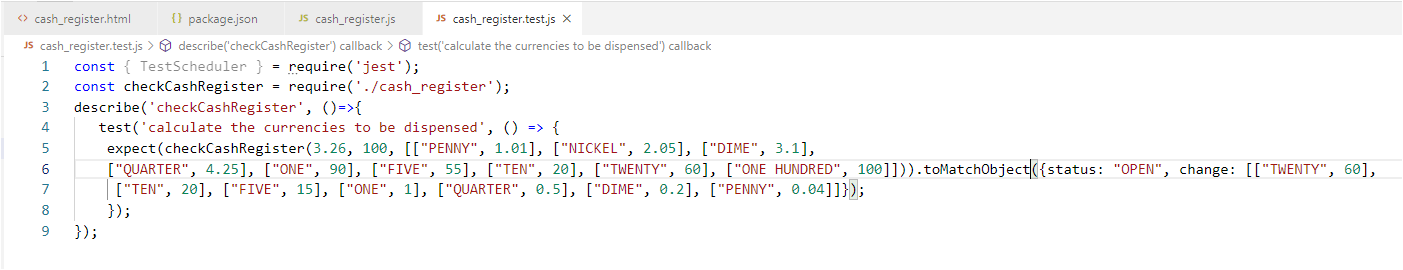 cash_register.html package.json cash_register.js cash_register.test.js
cash_register.test.js > describe('checkCashRegister') callback > test('calculate the currencies to be dispensed') callback
1 const { TestScheduler } = require('jest');
2 const checkCashRegister = require('./cash_register');
3 describe('checkCashRegister', ()=>{
4 test('calculate the currencies to be dispensed', () => {
5 expect(checkCashRegister(3.26, 100, [["PENNY", 1.01], ["NICKEL", 2.05], ["DIME", 3.1],
6 ["QUARTER", 4.25], ["ONE", 90], ["FIVE", 55], ["TEN", 20], ["TWENTY", 60], ["ONE HUNDRED", 100]])).toMatchObject({status: "OPEN", change: [["TWENTY", 60],
7 ["TEN", 20], ["FIVE", 15], ["ONE", 1], ["QUARTER", 0.5], ["DIME", 0.2], ["PENNY", 0.04]]});
8 });
9 });